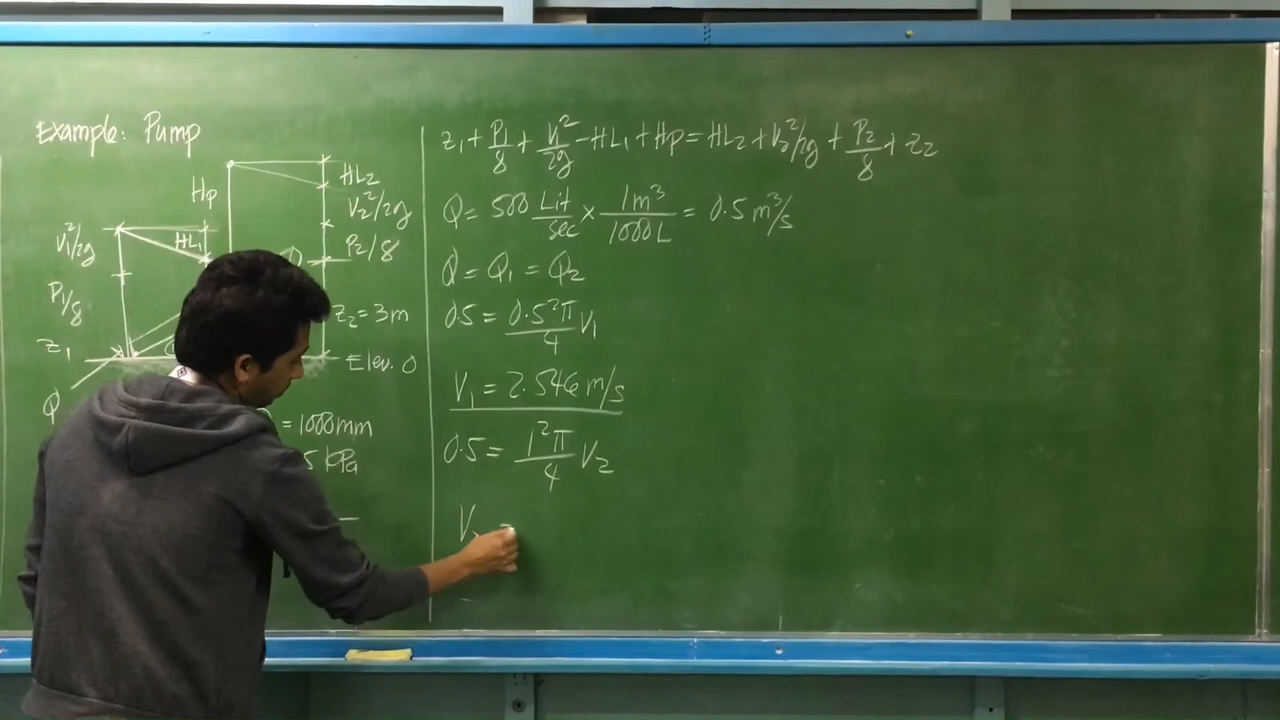 Example: Pump
Hp
HL2
V2²/2g
V1²/2g
HL1
P2/8
P1/8
Z2 = 3m
Z1
Elev. 0
Q
= 1000mm
5 kPa
Z1 + P1/8 + V1²/2g - HL1 + Hp = HL2 + V2²/2g + P2/8 + Z2
Q = 500 Lit/sec x 1m³/1000L = 0.5 m³/s
Q = Q1 = Q2
0.5 = 0.5²π/4 V1
V1 = 2.546 m/s
0.5 = 1²π/4 V2